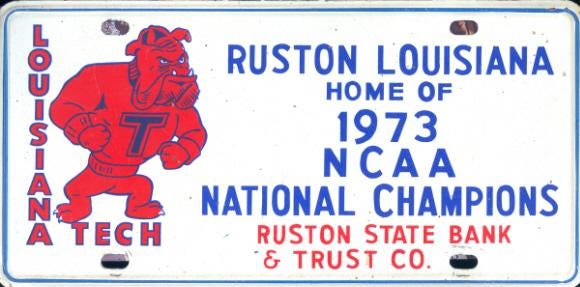 LOUISIANA
TECH
T
RUSTON LOUISIANA
HOME OF
1973
NCAA
NATIONAL CHAMPIONS
RUSTON STATE BANK
& TRUST CO.